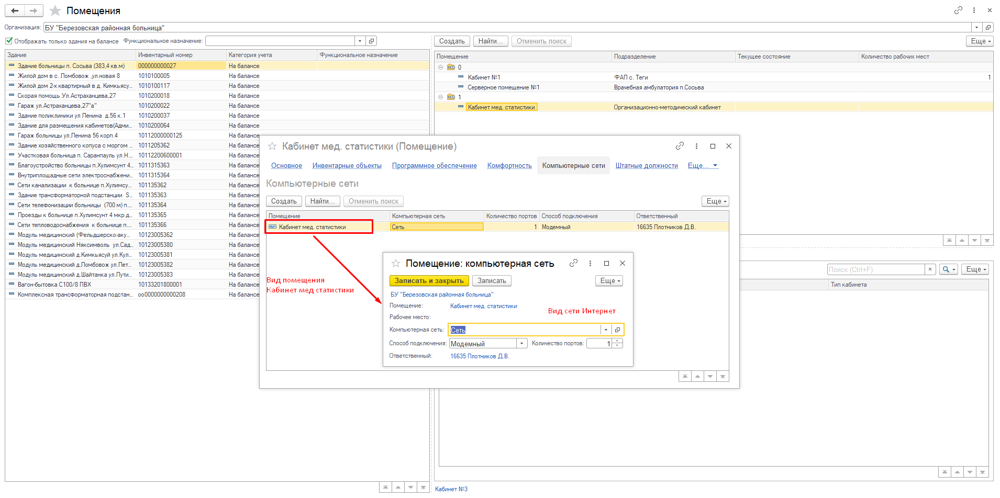 Помещения
Организация: БУ "Березовская районная больница"
Отображать только здания на балансе Функциональное назначение:
Здание Инвентарный номер Категория учета Функциональное назначение
Здание больницы п. Сосьва (383,4 кв.м) 000000000027 На балансе
Жилой дом в с. Ломбовож ,ул.новая 8 1010100005 На балансе
Жилой дом 2-х квартирный в д. Кимкьясу... 1010100117 На балансе
Скорая помощь Ул.Астраханцева,27 1010200018 На балансе
Гараж ул.Астраханцева,27"а" 1010200022 На балансе
Здание поликлиники ул Ленина д.56 к.1 1010200037 На балансе
Здание для размещения кабинетов(Адми... 1010200064 На балансе
Гараж больницы ул.Ленина 56 корп.4 10112000000125 На балансе
Здание хозяйственного копуса с моргом ... 1011205362 На балансе
Участковая больница п. Саранпауль ул.Н... 10112200600001 На балансе
Благоустройство больницы п.Хулимсунт 4... 1011315363 На балансе
Внутриплощадные сети электроснабжени... 1011315364 На балансе
Сети канализации к больнице п.Хулимсу... 101135362 На балансе
Здание трансформаторной подстанции S... 101135363 На балансе
Сети телефонизации больницы (700 м) п... 101135364 На балансе
Проезды к больнице п.Хулимсунт 4 мкр.д... 101135365 На балансе
Сети тепловодоснабжения к больнице п... 101135366 На балансе
Модуль медицинский (Фельдшерско-аку... 10123005362 На балансе
Модуль медицинский Няксимволь ул.Сад... 10123005380 На балансе
Модуль медицинский д.Кимкьясуй ул.Кул... 10123005381 На балансе
Модуль медицинский д.Ломбовож ул.Лет... 10123005382 На балансе
Модуль медицинский д.Шайтанка ул.Пути... 10123005383 На балансе
Вагон-бытовка С100/8 ПВХ 10133201800001 На балансе
Комплексная трансформаторная подстан... оо0000000000208 На балансе
Создать Найти... Отменить поиск Еще
Помещение Подразделение Текущее состояние Количество рабочих мест
0
Кабинет №1 ФАП с. Теги 1
Серверное помещение №1 Врачебная амбулатория п.Сосьва
1
Кабинет мед. статистики Организационно-методический кабинет
Кабинет мед. статистики (Помещение)
Основное Инвентарные объекты Программное обеспечение Комфортность Компьютерные сети Штатные должности Еще...
Компьютерные сети
Создать Найти... Отменить поиск Еще
Помещение Компьютерная сеть Количество портов Способ подключения Ответственный
Кабинет мед. статистики Сеть 1 Модемный 16635 Плотников Д.В.
Вид помещения
Кабинет мед статистики
Помещение: компьютерная сеть
Записать и закрыть Записать Еще
БУ "Березовская районная больница"
Помещение: Кабинет мед. статистики
Вид сети Интернет
Рабочее место:
Компьютерная сеть: Сеть
Способ подключения: Модемный Количество портов: 1
Ответственный: 16635 Плотников Д.В.
Поиск (Ctrl+F) Еще
Тип кабинета
Кабинет №3